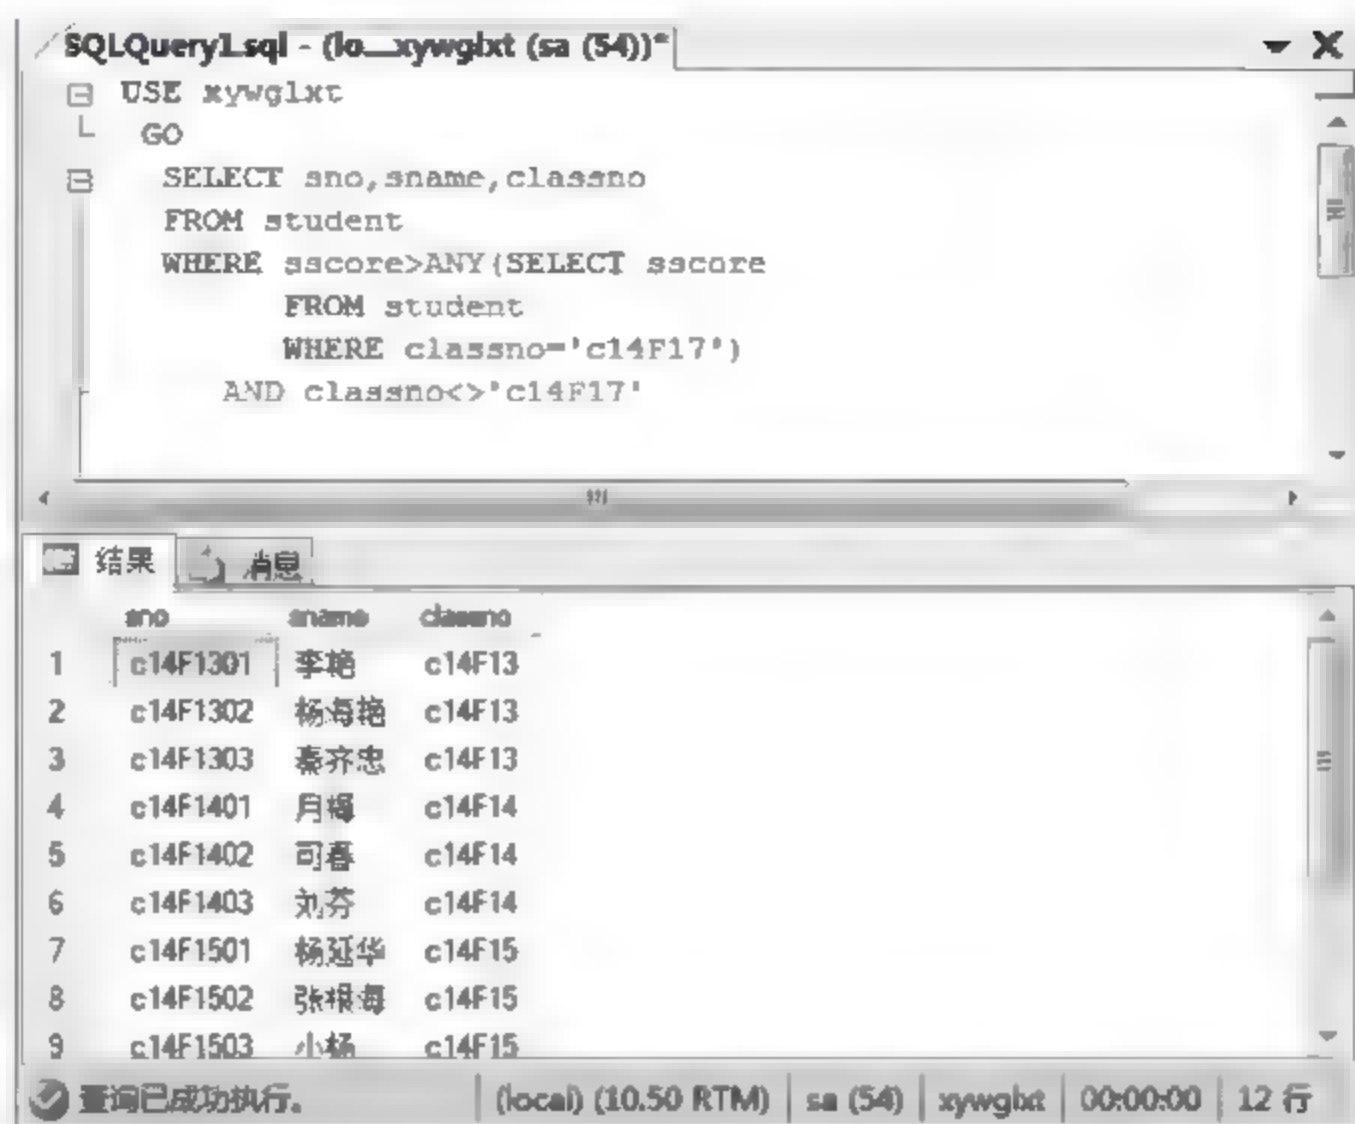 SQLQuery1.sql - (lo...xywglxt (sa (54))*
USE xywglxt
GO
SELECT sno,sname,classno
FROM student
WHERE sscore>ANY(SELECT sscore
FROM student
WHERE classno='c14F17')
AND classno<>'c14F17'
结果 消息
sno sname classno
1 c14F1301 李艳 c14F13
2 c14F1302 杨海艳 c14F13
3 c14F1303 秦齐忠 c14F13
4 c14F1401 月 c14F14
5 c14F1402 司春 c14F14
6 c14F1403 刘芬 c14F14
7 c14F1501 杨延华 c14F15
8 c14F1502 张根海 c14F15
9 c14F1503 小杨 c14F15
查询已成功执行。 (local) (10.50 RTM) sa (54) xywglxt 00:00:00 12 行